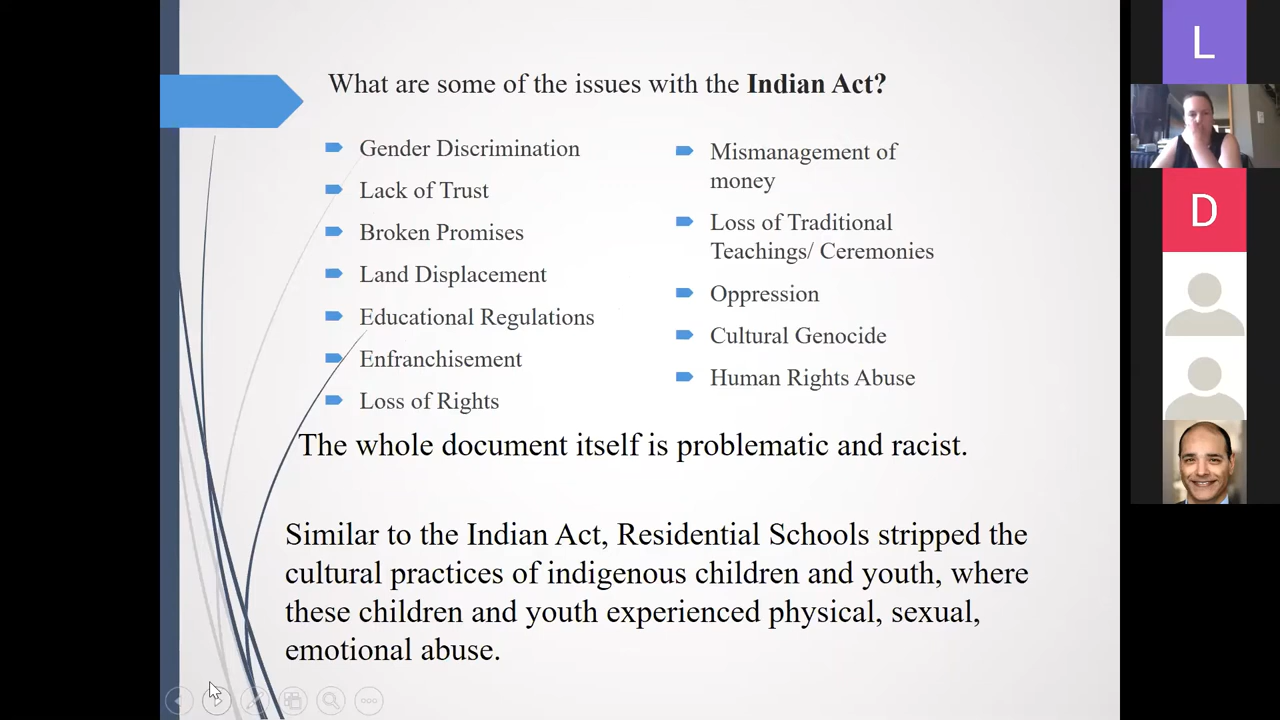 What are some of the issues with the Indian Act?
Gender Discrimination
Lack of Trust
Broken Promises
Land Displacement
Educational Regulations
Enfranchisement
Loss of Rights
Mismanagement of
money
Loss of Traditional
Teachings/ Ceremonies
Oppression
Cultural Genocide
Human Rights Abuse
The whole document itself is problematic and racist.
Similar to the Indian Act, Residential Schools stripped the
cultural practices of indigenous children and youth, where
these children and youth experienced physical, sexual,
emotional abuse.
L
D